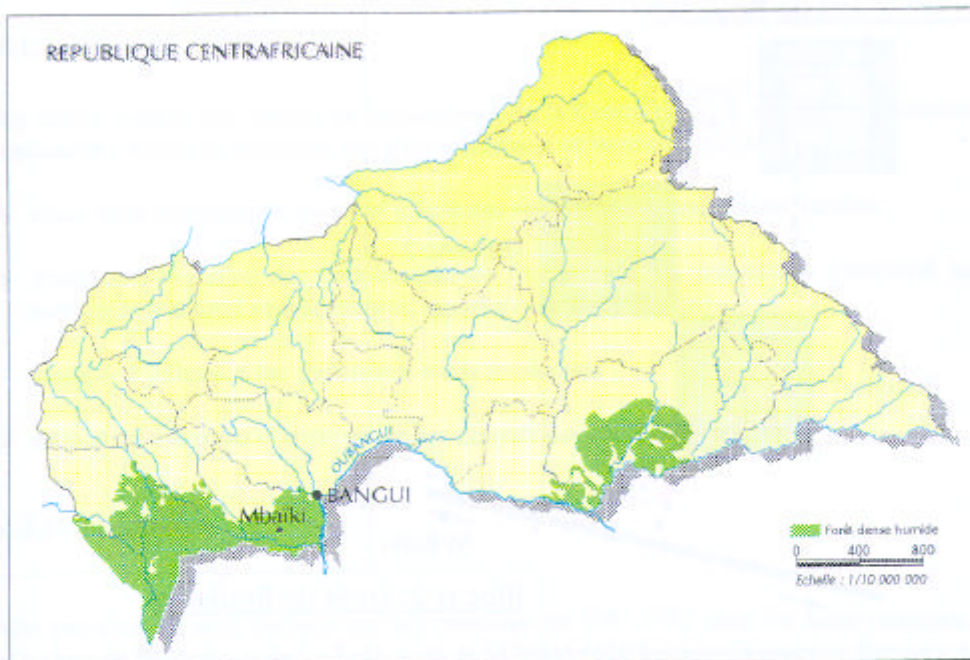 REPUBLIQUE CENTRAFRICAINE
OUBANGUI
BANGUI
Mbaïki
Forêt dense humide
0 400 800
Echelle : 1/10 000 000